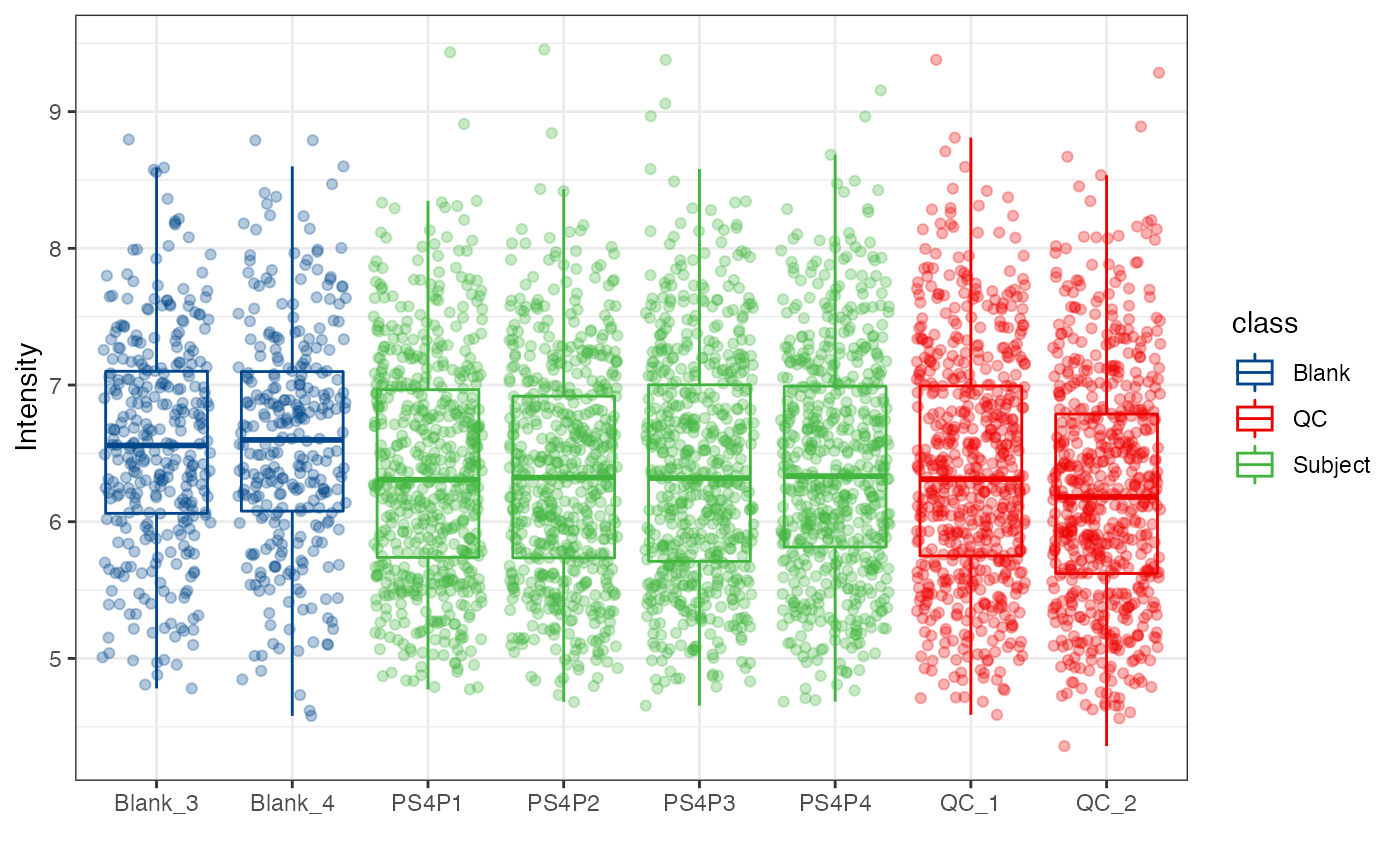 Intensity
9
8
7
6
5
Blank_3 Blank_4 PS4P1 PS4P2 PS4P3 PS4P4 QC_1 QC_2
class
Blank
QC
Subject